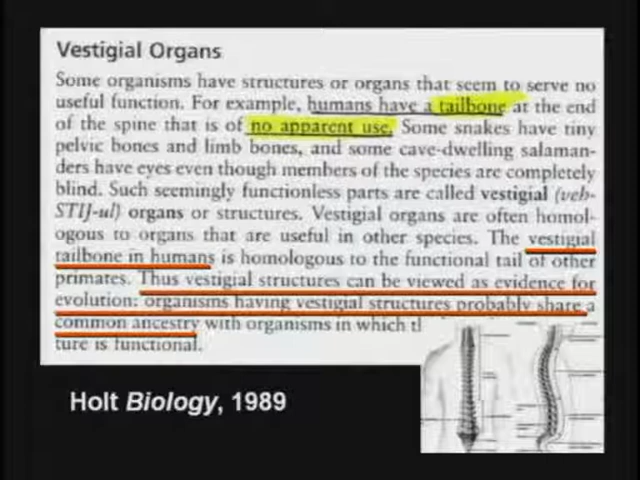 Vestigial Organs
Some organisms have structures or organs that seem to serve no
useful function. For example, humans have a tailbone at the end
of the spine that is of no apparent use. Some snakes have tiny
pelvic bones and limb bones, and some cave-dwelling salaman-
ders have eyes even though members of the species are completely
blind. Such seemingly functionless parts are called vestigial (veh-
STIJ-ul) organs or structures. Vestigial organs are often homol-
ogous to organs that are useful in other species. The vestigial
tailbone in humans is homologous to the functional tail of other
primates. Thus vestigial structures can be viewed as evidence for
evolution: organisms having vestigial structures probably share a
common ancestry with organisms in which
ture is functional.
Holt Biology, 1989